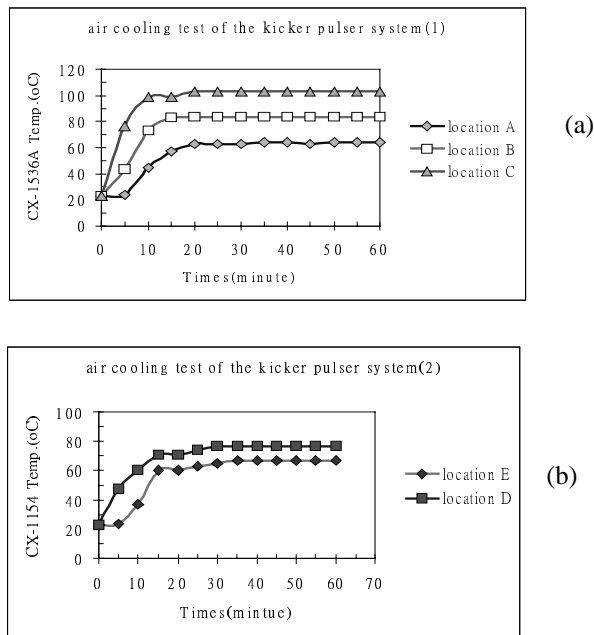 air cooling test of the kicker pulser system(1)
CX-1536A Temp.(oC)
120
100
80
60
40
20
0
0 10 20 30 40 50 60
Times(minute)
location A
location B
location C
(a)
air cooling test of the kicker pulser system(2)
CX-1154 Temp.(oC)
100
80
60
40
20
0
0 10 20 30 40 50 60 70
Times(mintue)
location E
location D
(b)